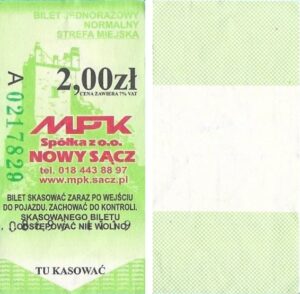 BILET JEDNORAZOWY
NORMALNY
STREFA MIEJSKA
A 0217829
2,00zł
CENA ZAWIERA 7% VAT
MPK
Spółka z o.o.
NOWY SĄCZ
tel. 018 443 88 97
www.mpk.sacz.pl
BILET SKASOWAĆ ZARAZ PO WEJŚCIU
DO POJAZDU. ZACHOWAĆ DO KONTROLI.
SKASOWANEGO BILETU
ODSTĘPOWAĆ NIE WOLNO!
TU KASOWAĆ